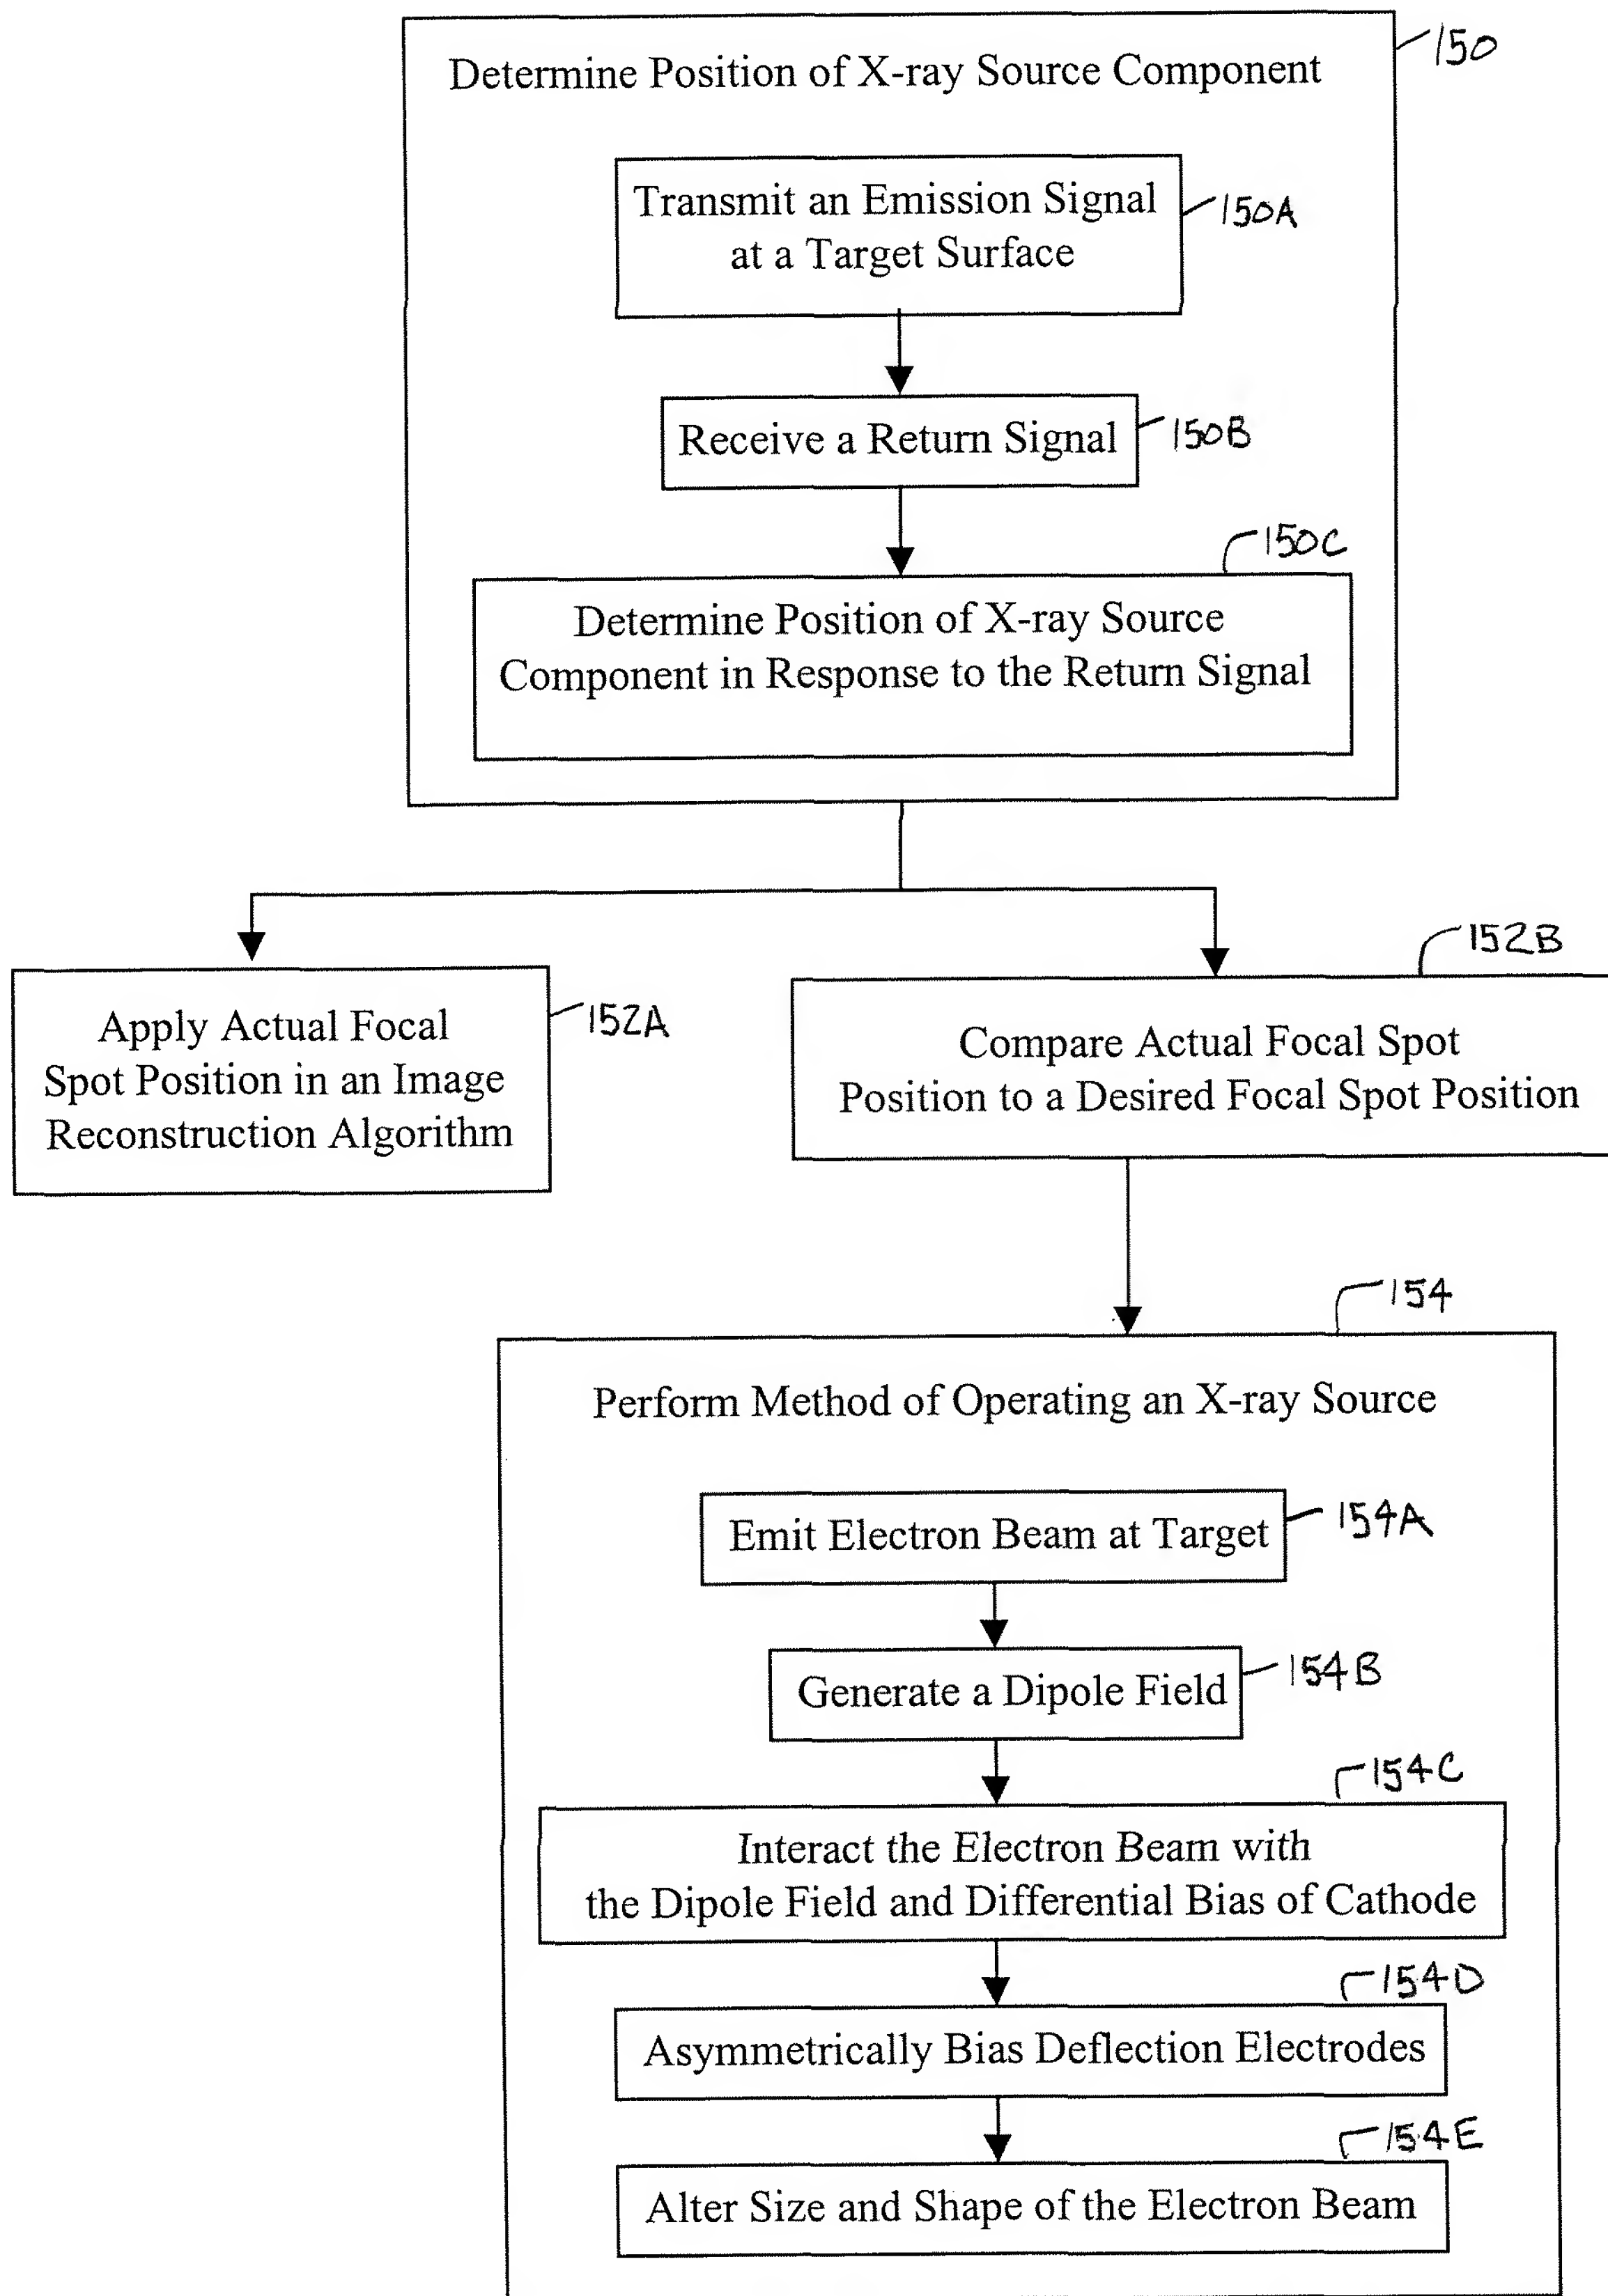 Determine Position of X-ray Source Component
150
Transmit an Emission Signal
at a Target Surface
150A
Receive a Return Signal
150B
150C
Determine Position of X-ray Source
Component in Response to the Return Signal
152B
152A
Apply Actual Focal
Spot Position in an Image
Reconstruction Algorithm
Compare Actual Focal Spot
Position to a Desired Focal Spot Position
154
Perform Method of Operating an X-ray Source
Emit Electron Beam at Target
154A
Generate a Dipole Field
154B
154C
Interact the Electron Beam with
the Dipole Field and Differential Bias of Cathode
154D
Asymmetrically Bias Deflection Electrodes
154E
Alter Size and Shape of the Electron Beam